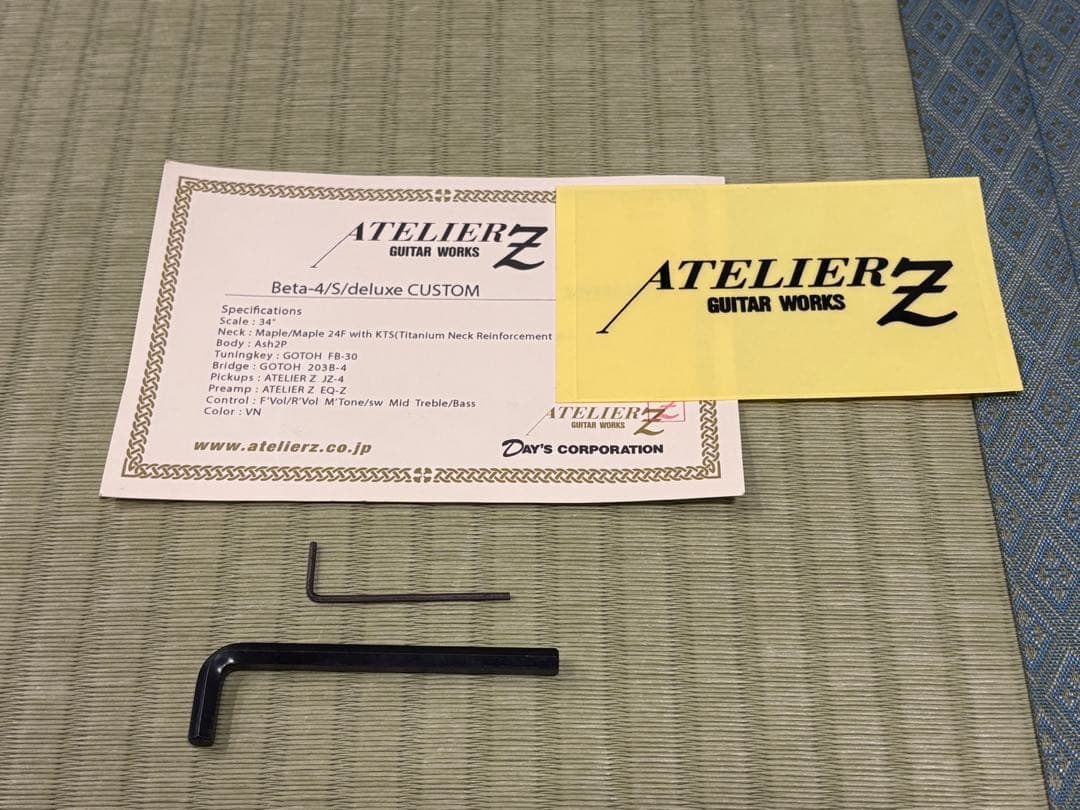 ATELIER Z
GUITAR WORKS
Beta-4/S/deluxe CUSTOM
Specifications
Scale : 34"
Neck : Maple/Maple 24F with KTS(Titanium Neck Reinforcement
Body : Ash2P
Tuningkey : GOTOH FB-30
Bridge : GOTOH 203B-4
Pickups : ATELIER Z JZ-4
Preamp : ATELIER Z EQ-Z
Control : F'Vol/R'Vol M'Tone/sw Mid Treble/Bass
Color : VN
ATELIER Z
GUITAR WORKS
www.atelierz.co.jp
DAY'S CORPORATION
ATELIER Z
GUITAR WORKS